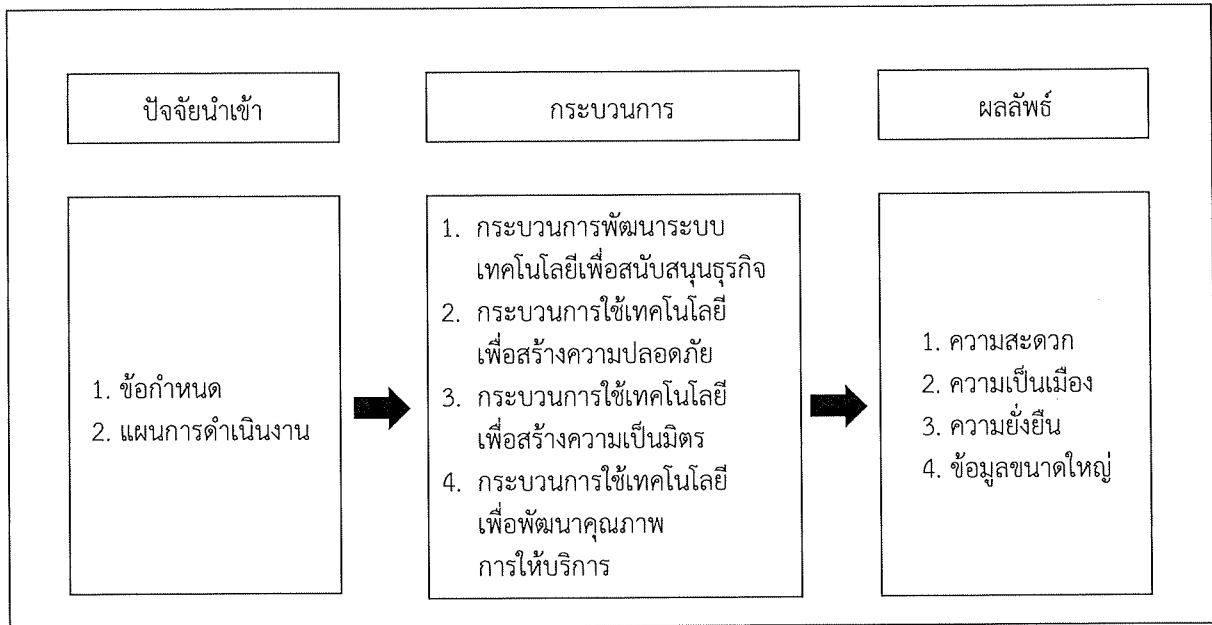 ปัจจัยนำเข้า
กระบวนการ
ผลลัพธ์
1. ข้อกำหนด
2. แผนการดำเนินงาน
1. กระบวนการพัฒนาระบบ
เทคโนโลยีเพื่อสนับสนุนธุรกิจ
2. กระบวนการใช้เทคโนโลยี
เพื่อสร้างความปลอดภัย
3. กระบวนการใช้เทคโนโลยี
เพื่อสร้างความเป็นมิตร
4. กระบวนการใช้เทคโนโลยี
เพื่อพัฒนาคุณภาพ
การให้บริการ
1. ความสะดวก
2. ความเป็นเมือง
3. ความยั่งยืน
4. ข้อมูลขนาดใหญ่